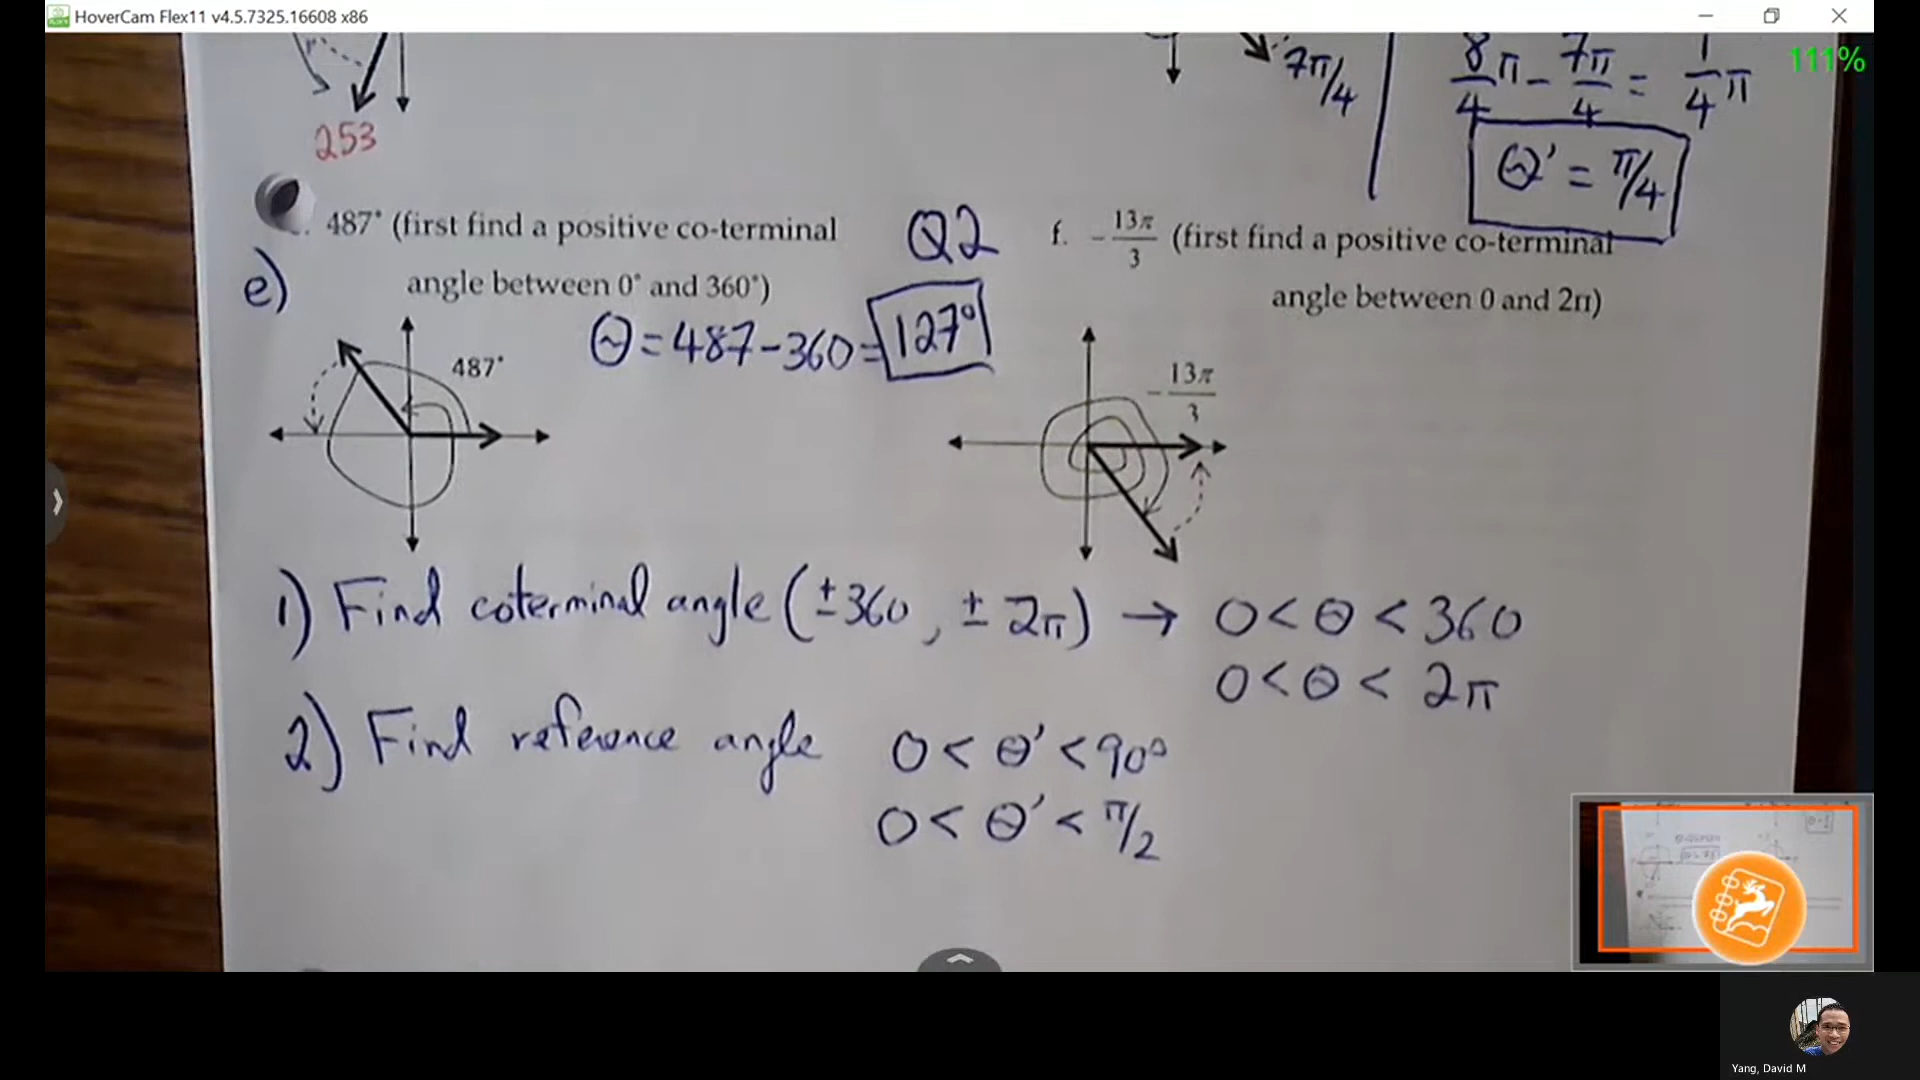 HoverCam Flex11 v4.5.7325.16608 x86
111%
253
7π/4
8/4 π - 7π/4 = 1/4 π
Θ' = π/4
. 487° (first find a positive co-terminal
angle between 0° and 360°)
e)
Q2
Θ = 487 - 360 = 127°
487°
f. -13π/3 (first find a positive co-terminal
angle between 0 and 2π)
-13π/3
1) Find coterminal angle (±360, ±2π) → 0 < Θ < 360
0 < Θ < 2π
2) Find reference angle 0 < Θ' < 90°
0 < Θ' < π/2
Yang, David M